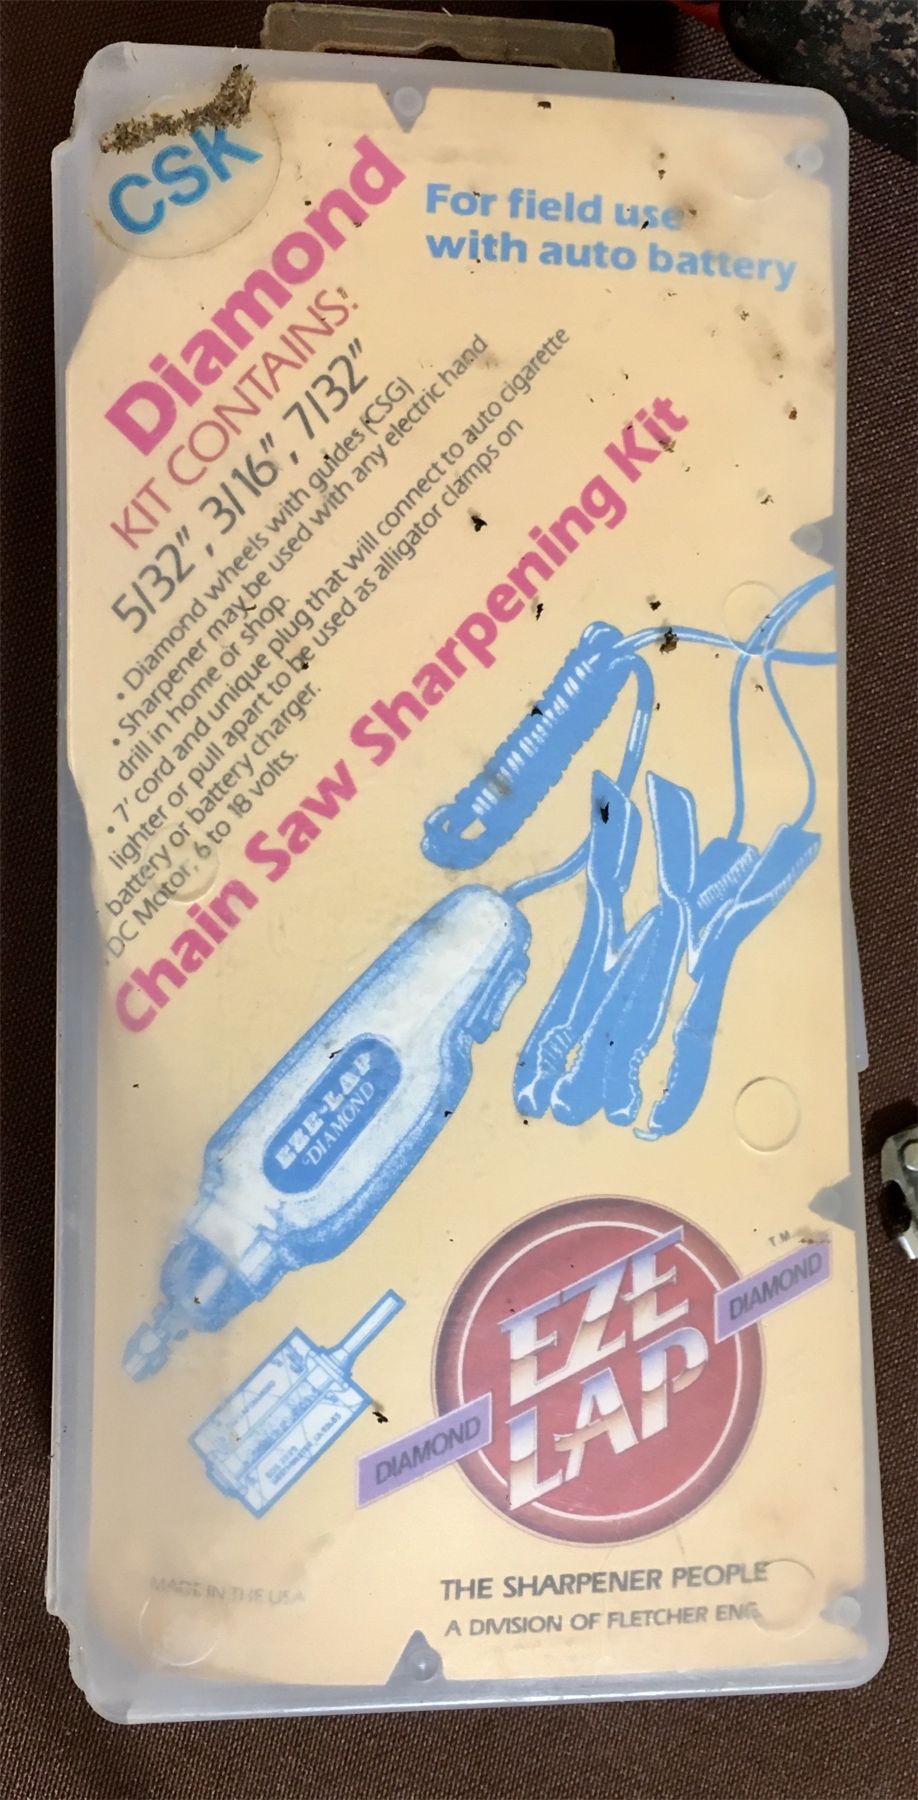 CSK
For field use
with auto battery
Diamond
KIT CONTAINS:
5/32", 3/16", 7/32"
• Diamond wheels with guides (CSG)
• Sharpener may be used with any electric hand
drill in home or shop.
• 7' cord and unique plug that will connect to auto cigarette
lighter or pull apart to be used as alligator clamps on
battery or battery charger.
DC Motor, 6 to 18 volts.
Chain Saw Sharpening Kit
EZE-LAP
DIAMOND
EZE
LAP
DIAMOND
DIAMOND
T.M.
MADE IN THE USA
THE SHARPENER PEOPLE
A DIVISION OF FLETCHER ENG.